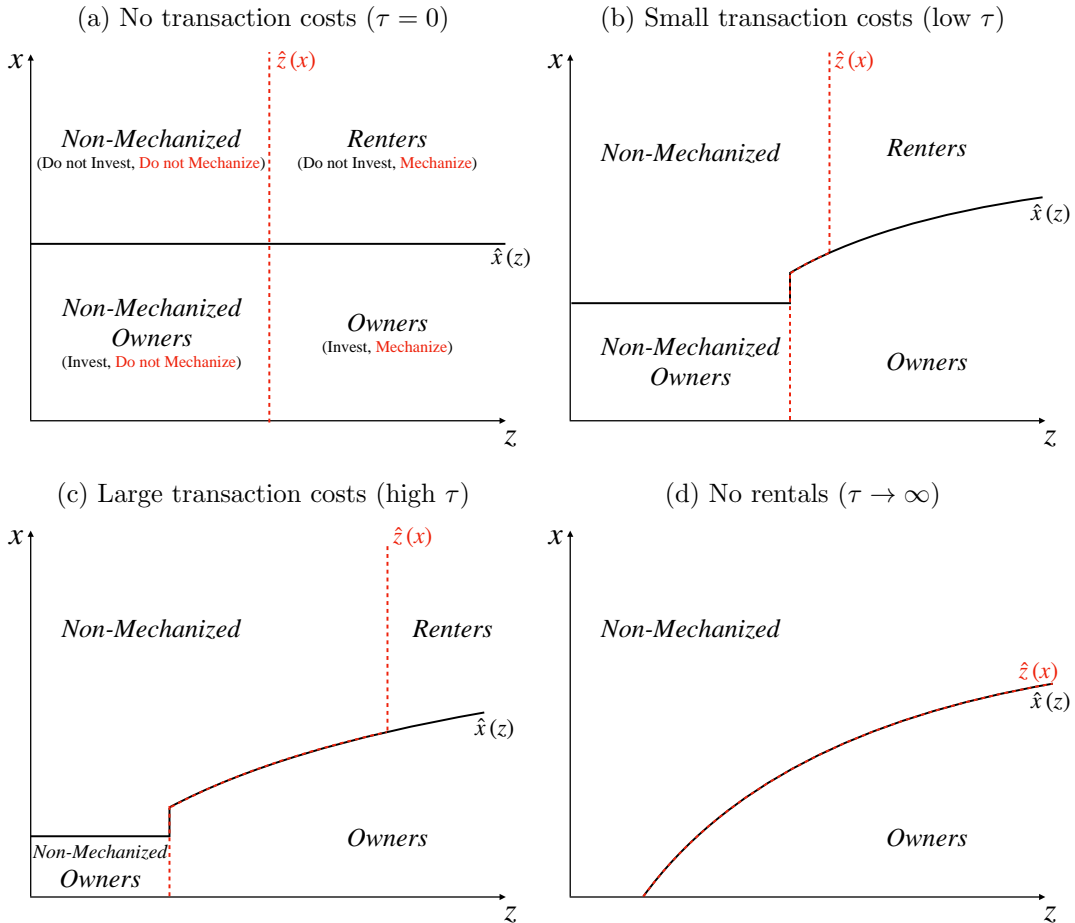 (a) No transaction costs (τ = 0)
x
ẑ(x)
Non-Mechanized
(Do not Invest, Do not Mechanize)
Renters
(Do not Invest, Mechanize)
x̂(z)
Non-Mechanized
Owners
(Invest, Do not Mechanize)
Owners
(Invest, Mechanize)
z
(b) Small transaction costs (low τ)
x
ẑ(x)
Non-Mechanized
Renters
x̂(z)
Non-Mechanized
Owners
Owners
z
(c) Large transaction costs (high τ)
x
ẑ(x)
Non-Mechanized
Renters
x̂(z)
Non-Mechanized
Owners
Owners
z
(d) No rentals (τ → ∞)
x
Non-Mechanized
ẑ(x)
x̂(z)
Owners
z